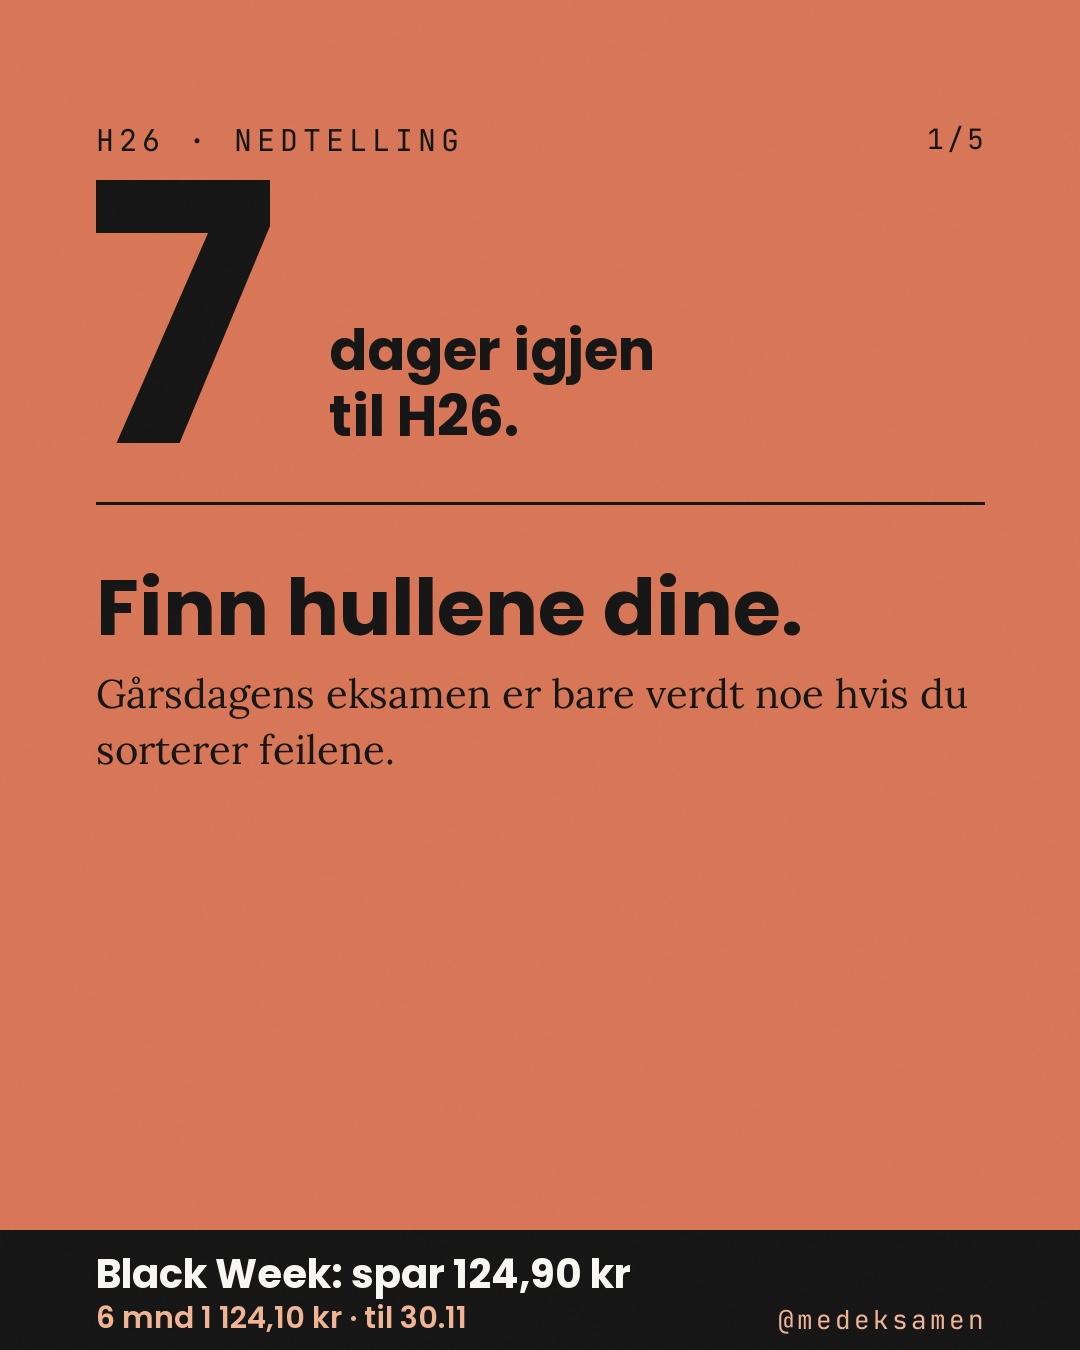 H26 · NEDTELLING
1/5
7
dager igjen
til H26.
Finn hullene dine.
Gårsdagens eksamen er bare verdt noe hvis du
sorterer feilene.
Black Week: spar 124,90 kr
6 mnd 1 124,10 kr · til 30.11
@medeksamen